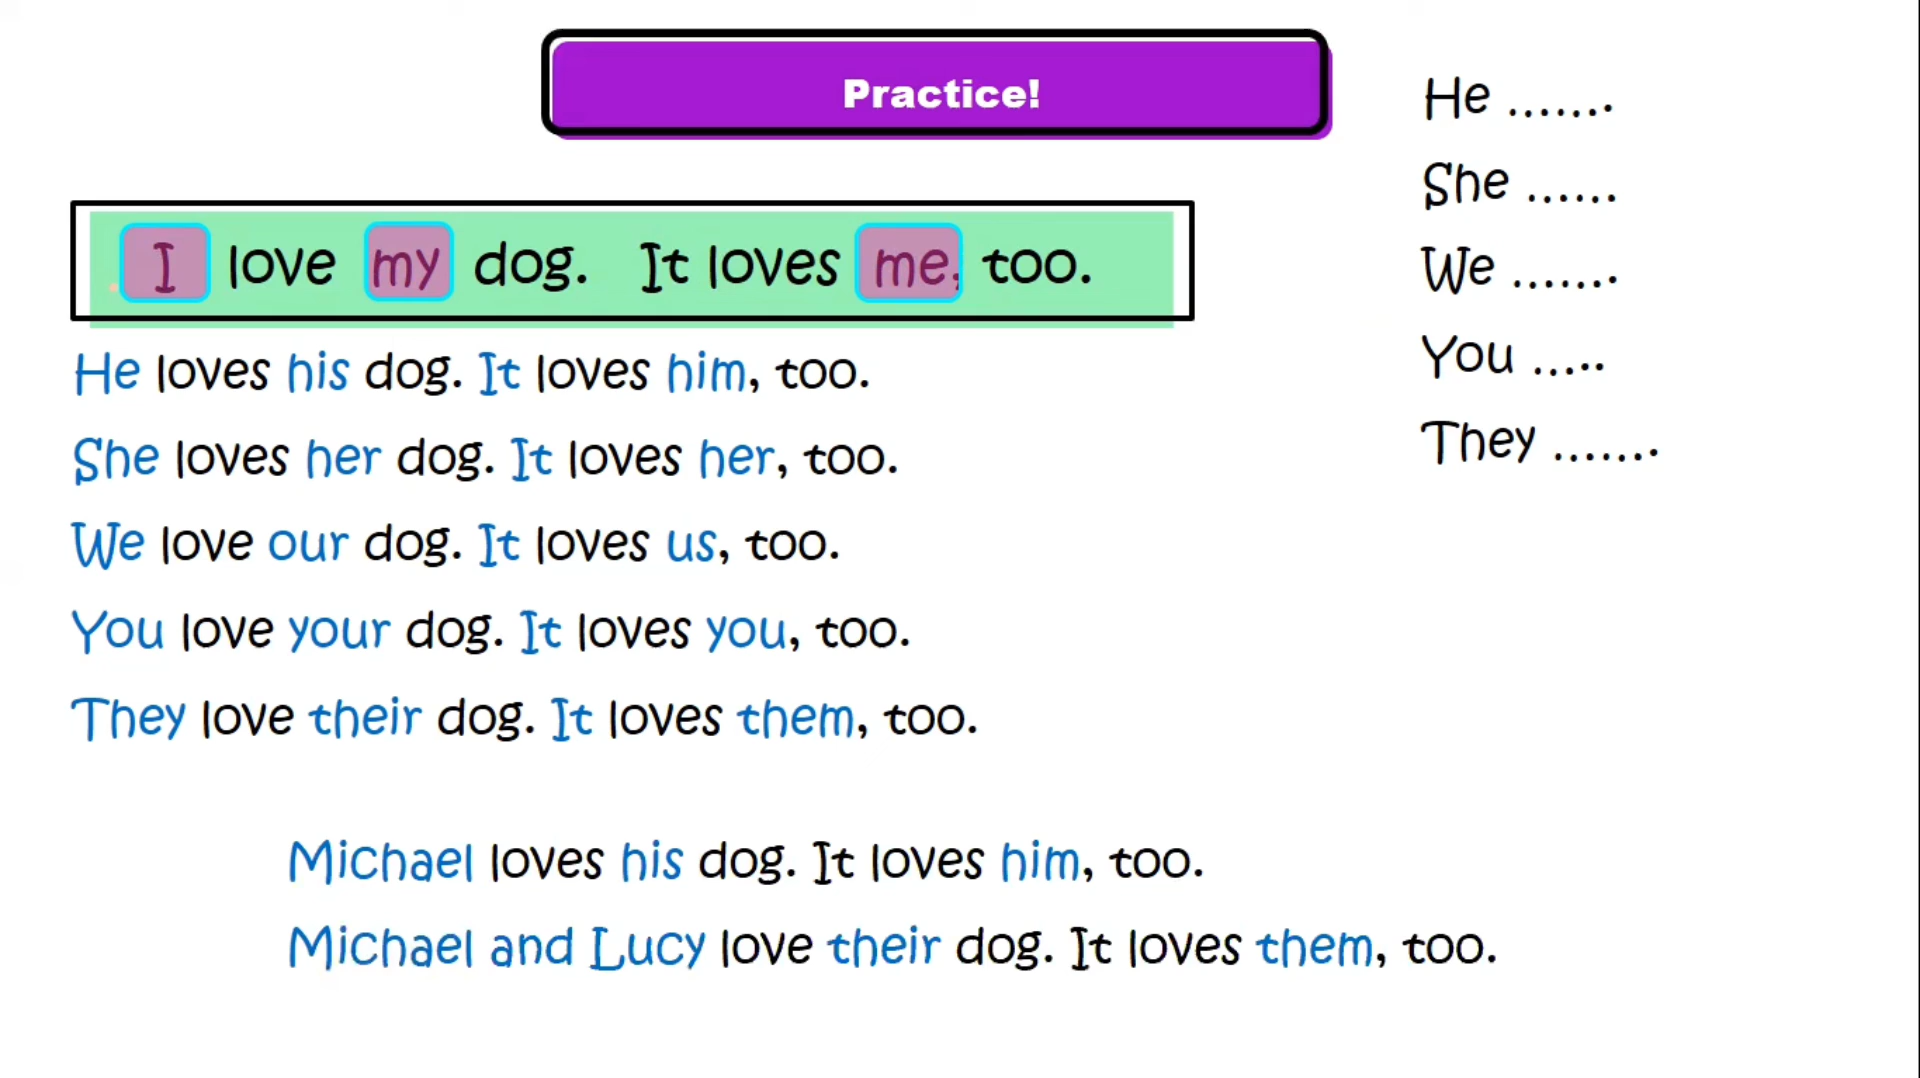 Practice!
I love my dog. It loves me, too.
He loves his dog. It loves him, too.
She loves her dog. It loves her, too.
We love our dog. It loves us, too.
You love your dog. It loves you, too.
They love their dog. It loves them, too.
Michael loves his dog. It loves him, too.
Michael and Lucy love their dog. It loves them, too.
He .......
She ......
We .......
You .....
They .......